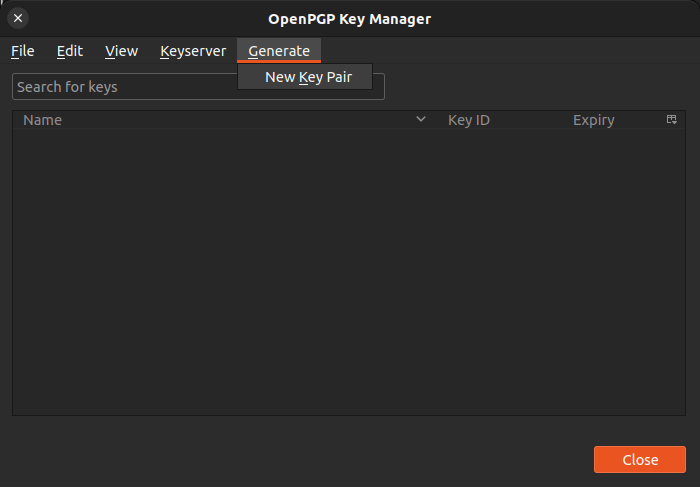 OpenPGP Key Manager
File Edit View Keyserver Generate
New Key Pair
Search for keys
Name Key ID Expiry
Close